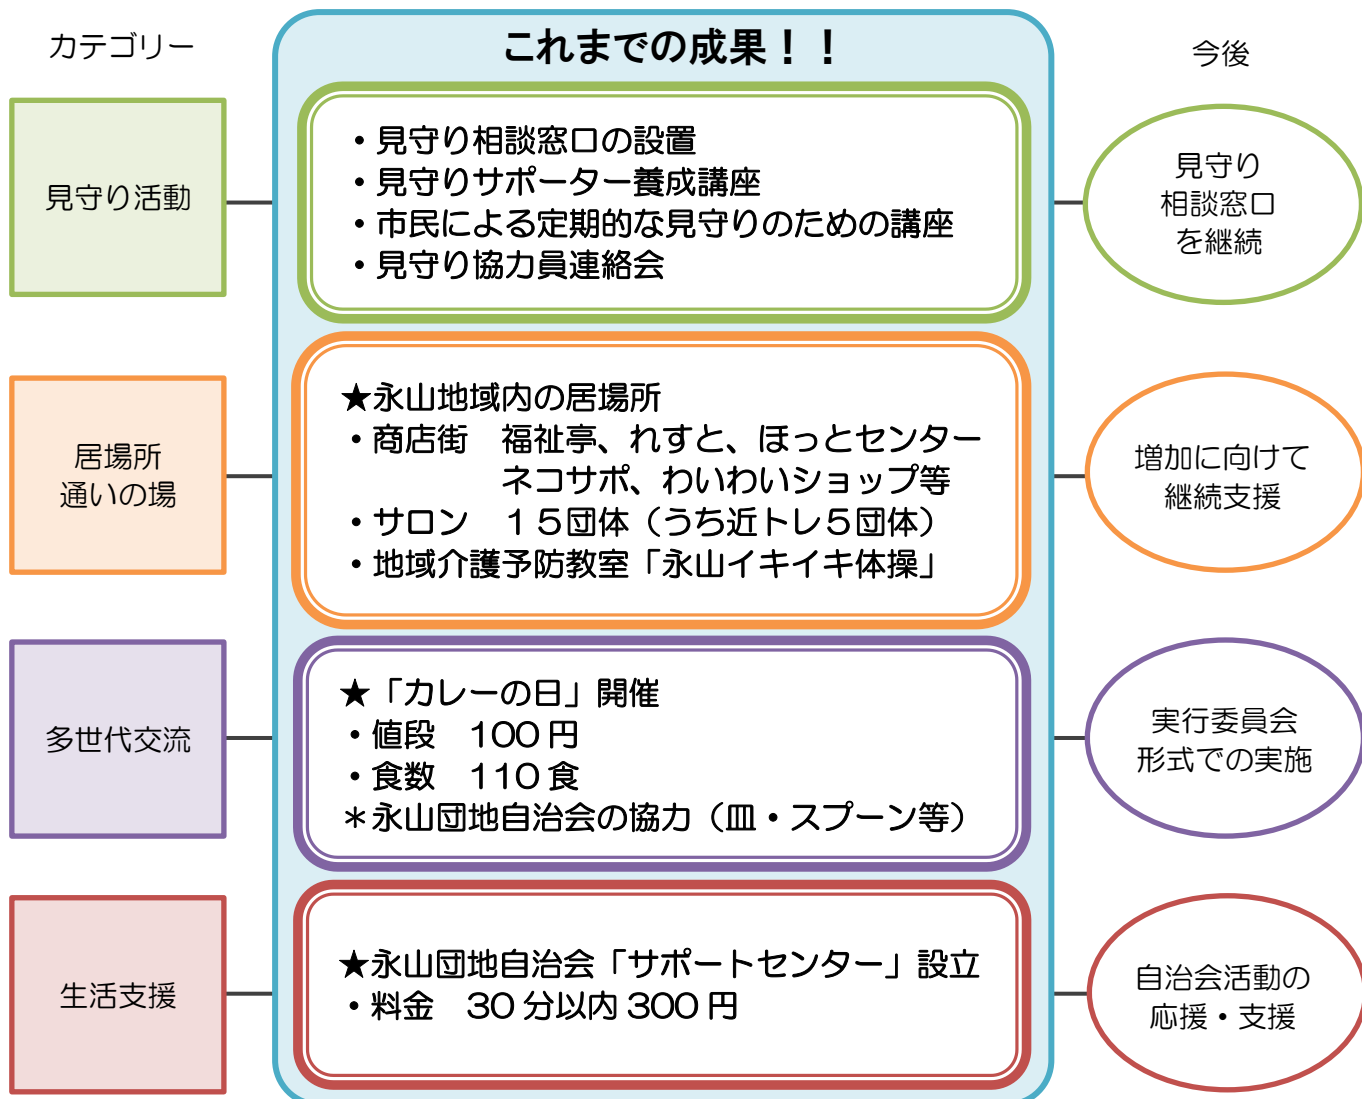 カテゴリー
これまでの成果！！
今後
見守り活動
・見守り相談窓口の設置
・見守りサポーター養成講座
・市民による定期的な見守りのための講座
・見守り協力員連絡会
見守り
相談窓口
を継続
居場所
通いの場
★永山地域内の居場所
・商店街　福祉亭、れすと、ほっとセンター
ネコサポ、わいわいショップ等
・サロン　１５団体（うち近トレ５団体）
・地域介護予防教室「永山イキイキ体操」
増加に向けて
継続支援
多世代交流
★「カレーの日」開催
・値段　100円
・食数　110食
＊永山団地自治会の協力（皿・スプーン等）
実行委員会
形式での実施
生活支援
★永山団地自治会「サポートセンター」設立
・料金　30分以内300円
自治会活動の
応援・支援